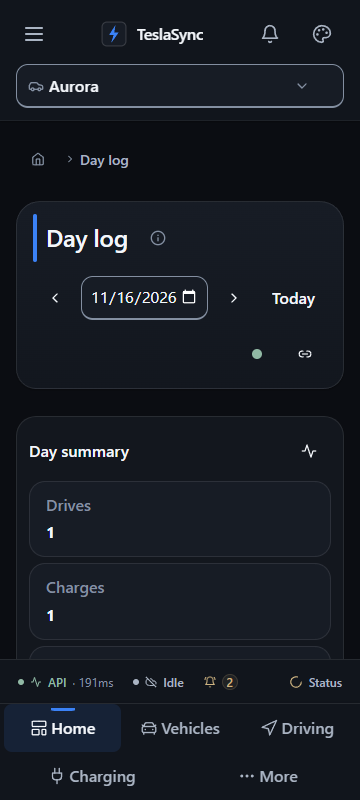 TeslaSync
Aurora
Day log
Day log
11/16/2026
Today
Day summary
Drives
1
Charges
1
API · 191ms
Idle
2
Status
Home
Vehicles
Driving
Charging
More